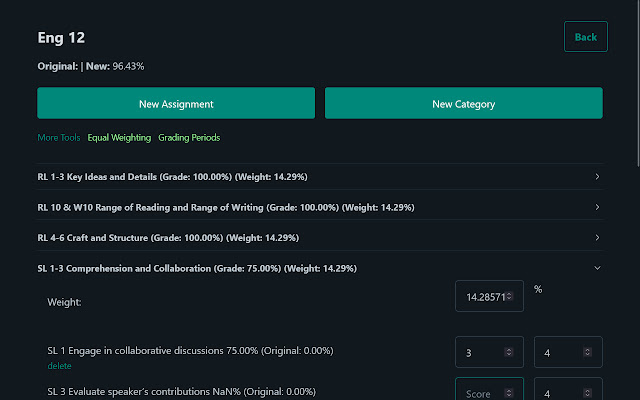 Eng 12
Back
Original: | New: 96.43%
New Assignment
New Category
More Tools Equal Weighting Grading Periods
RL 1-3 Key Ideas and Details (Grade: 100.00%) (Weight: 14.29%)
RL 10 & W10 Range of Reading and Range of Writing (Grade: 100.00%) (Weight: 14.29%)
RL 4-6 Craft and Structure (Grade: 100.00%) (Weight: 14.29%)
SL 1-3 Comprehension and Collaboration (Grade: 75.00%) (Weight: 14.29%)
Weight: 14.28571 %
SL 1 Engage in collaborative discussions 75.00% (Original: 0.00%) 3 4
delete
SL 3 Evaluate speaker's contributions NaN% (Original: 0.00%) Score 4